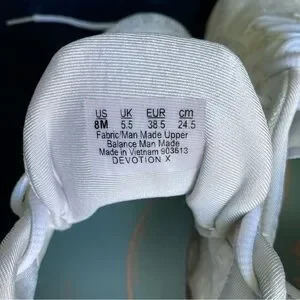 US UK EUR cm
8M 5.5 38.5 24.5
Fabric/Man Made Upper
Balance Man Made
Made in Vietnam 903613
DEVOTION X